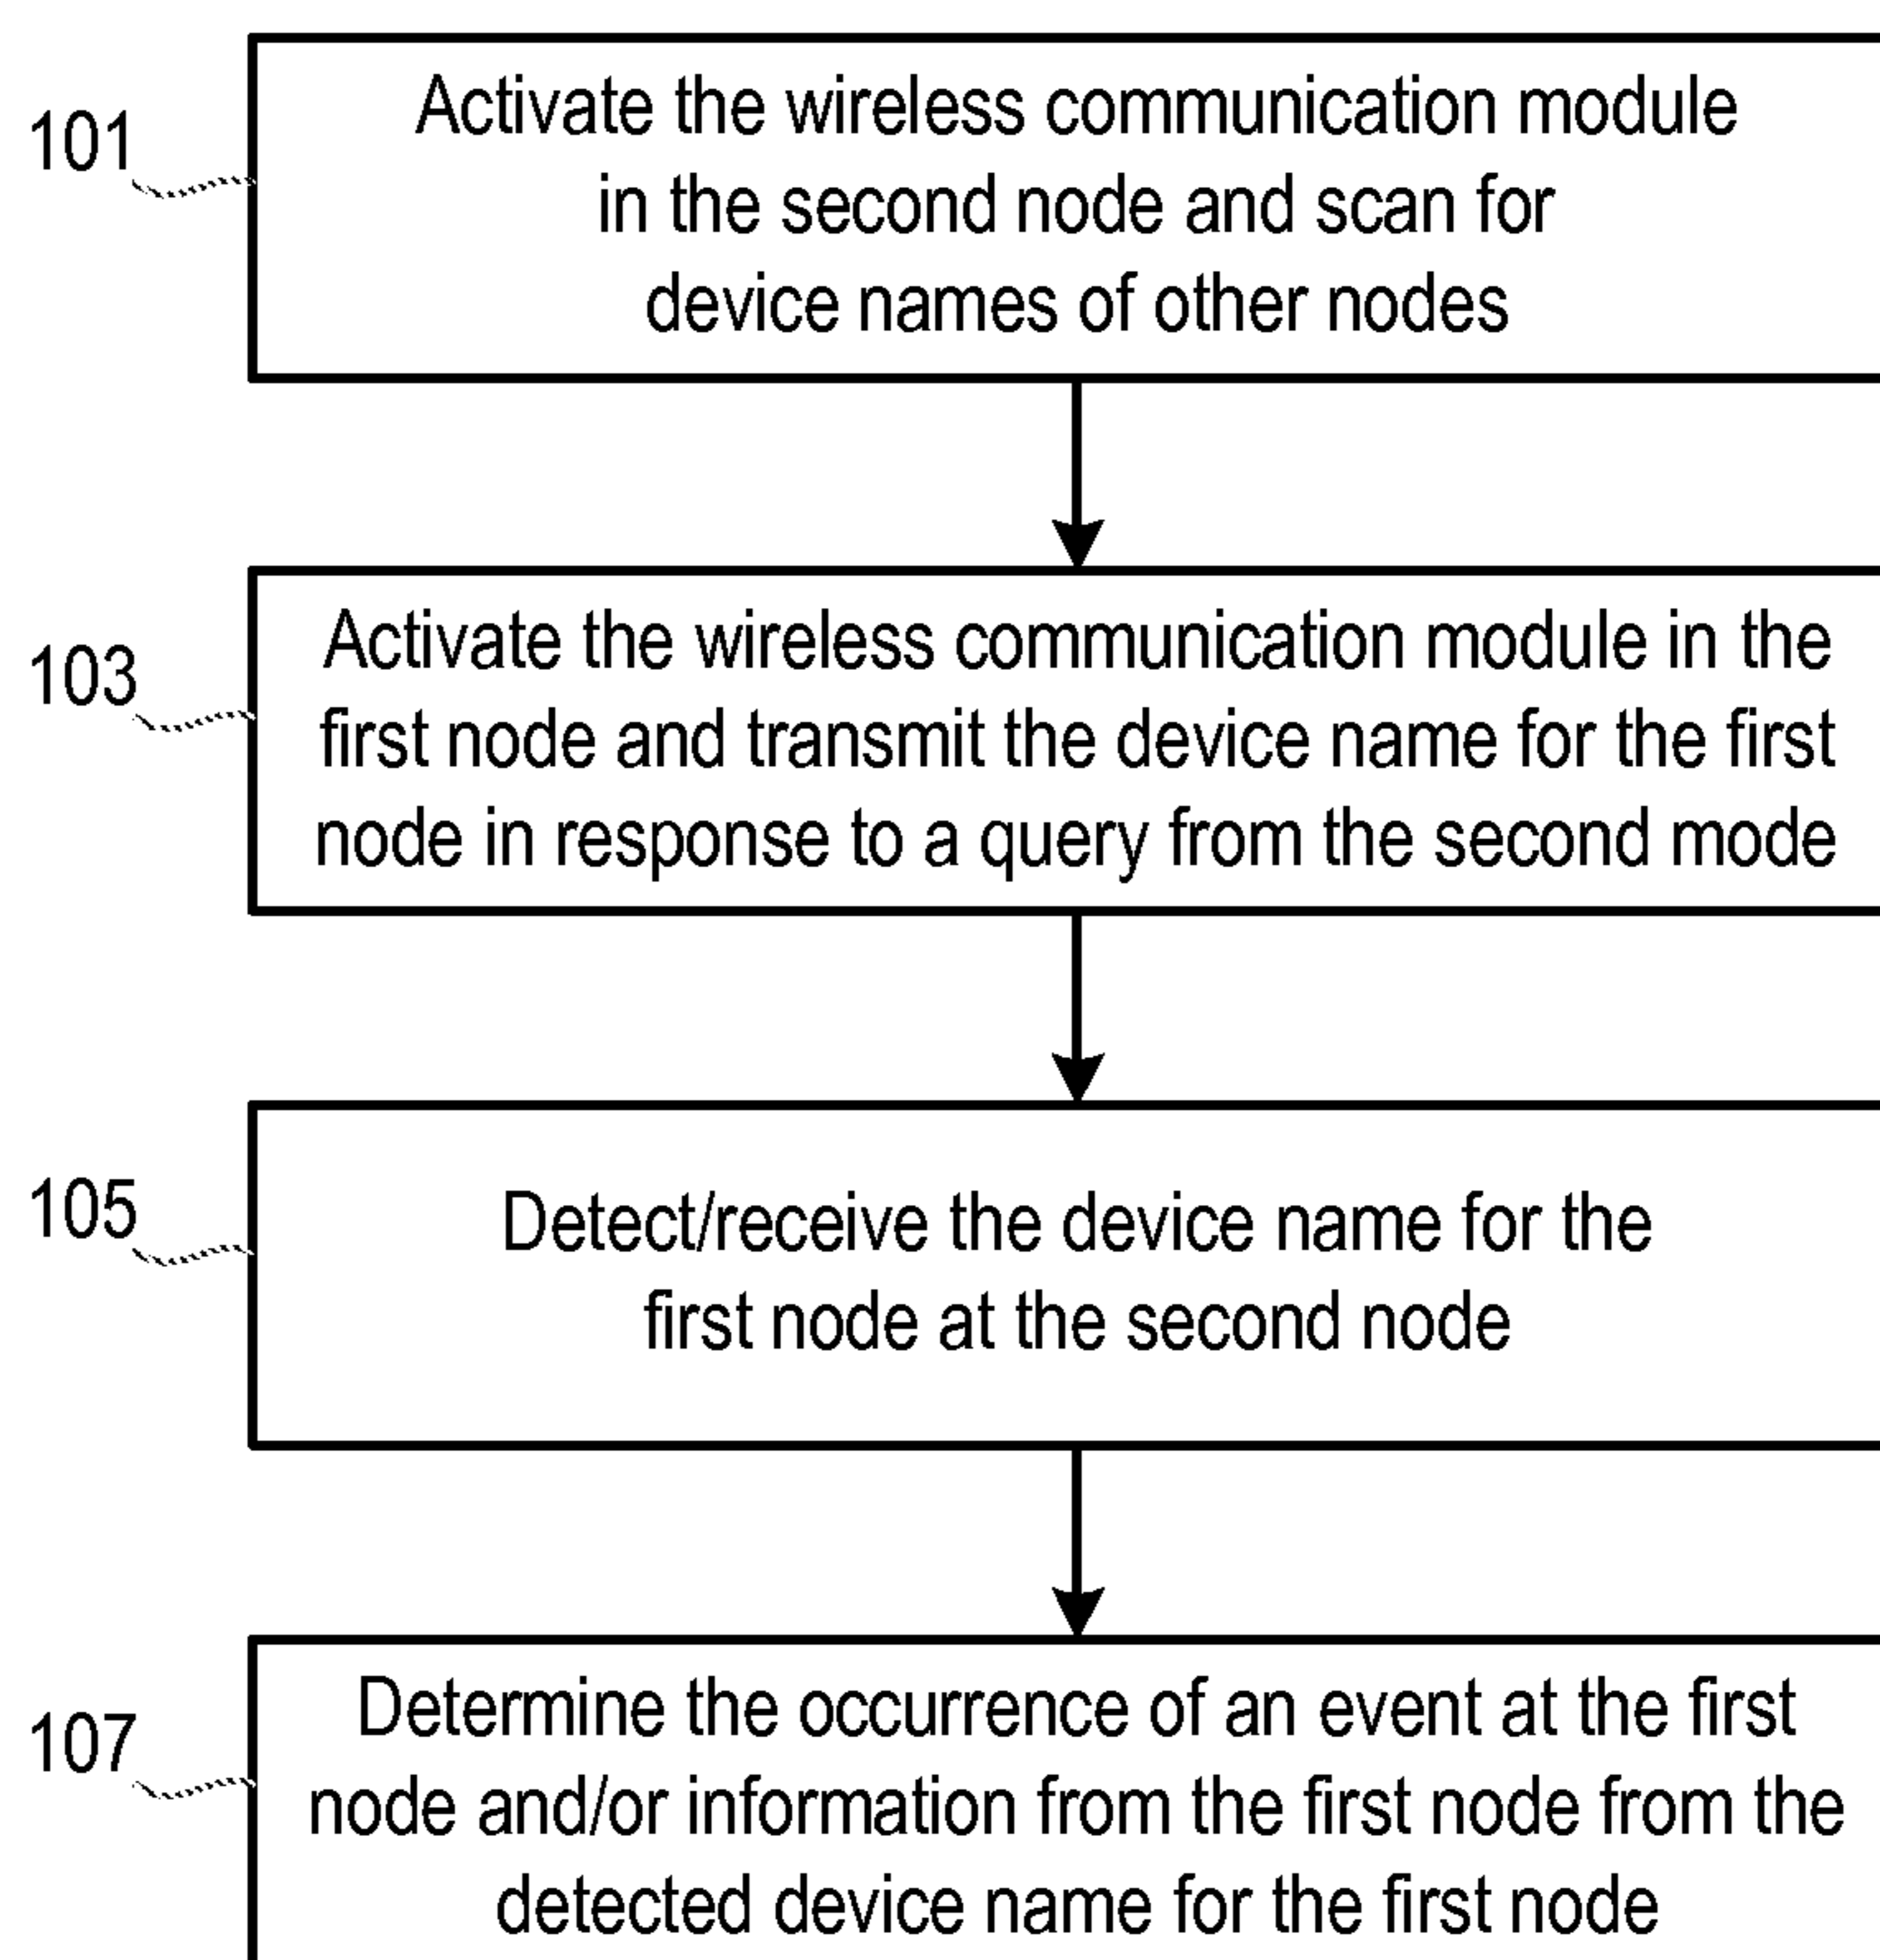 101
Activate the wireless communication module
in the second node and scan for
device names of other nodes
103
Activate the wireless communication module in the
first node and transmit the device name for the first
node in response to a query from the second mode
105
Detect/receive the device name for the
first node at the second node
107
Determine the occurrence of an event at the first
node and/or information from the first node from the
detected device name for the first node